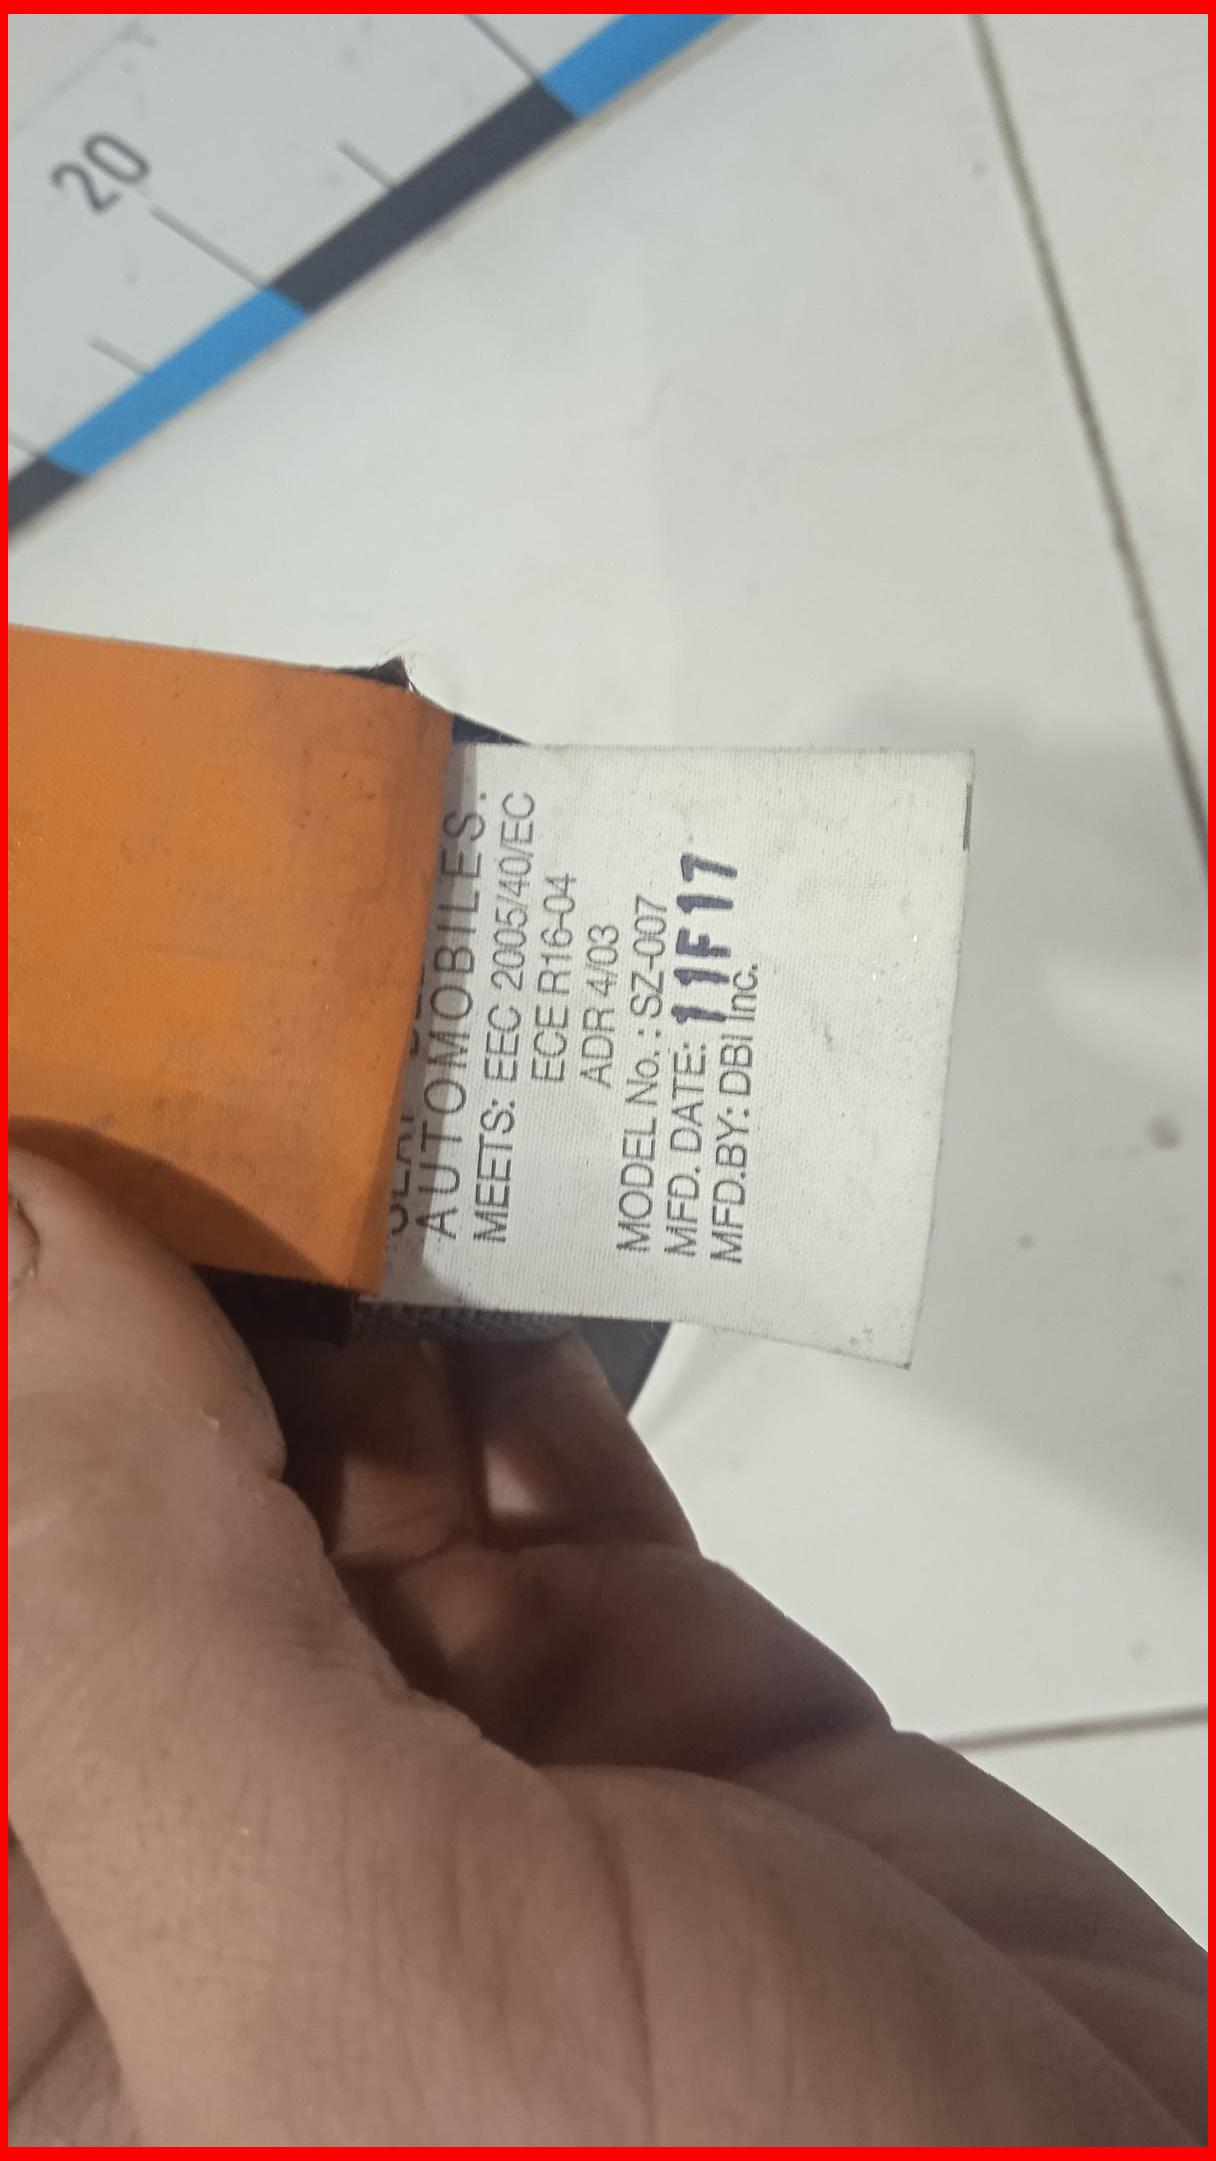 20
AUTOMOBILES.
MEETS: EEC 2005/40/EC
ECE R16-04
ADR 4/03
MODEL No. : SZ-007
MFD. DATE: 11F17
MFD.BY: DBI Inc.